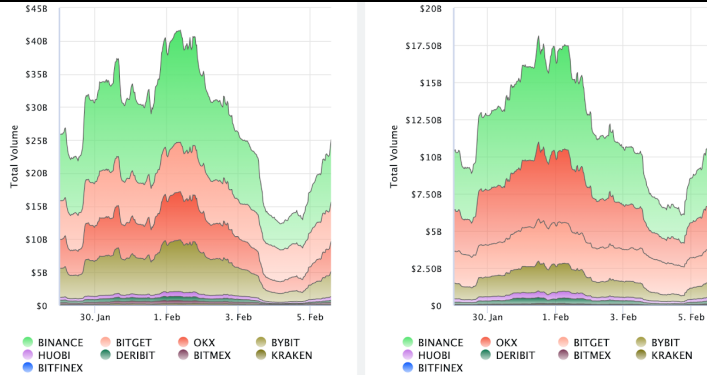 $45B
$40B
$35B
$30B
$25B
$20B
$15B
$10B
$5B
$0
Total Volume
30. Jan 1. Feb 3. Feb 5. Feb
BINANCE BITGET OKX BYBIT
HUOBI DERIBIT BITMEX KRAKEN
BITFINEX
$20B
$17.50B
$15B
$12.50B
$10B
$7.50B
$5B
$2.50B
$0
Total Volume
30. Jan 1. Feb 3. Feb 5. Feb
BINANCE OKX BITGET BYBIT
HUOBI DERIBIT BITMEX KRAKEN
BITFINEX